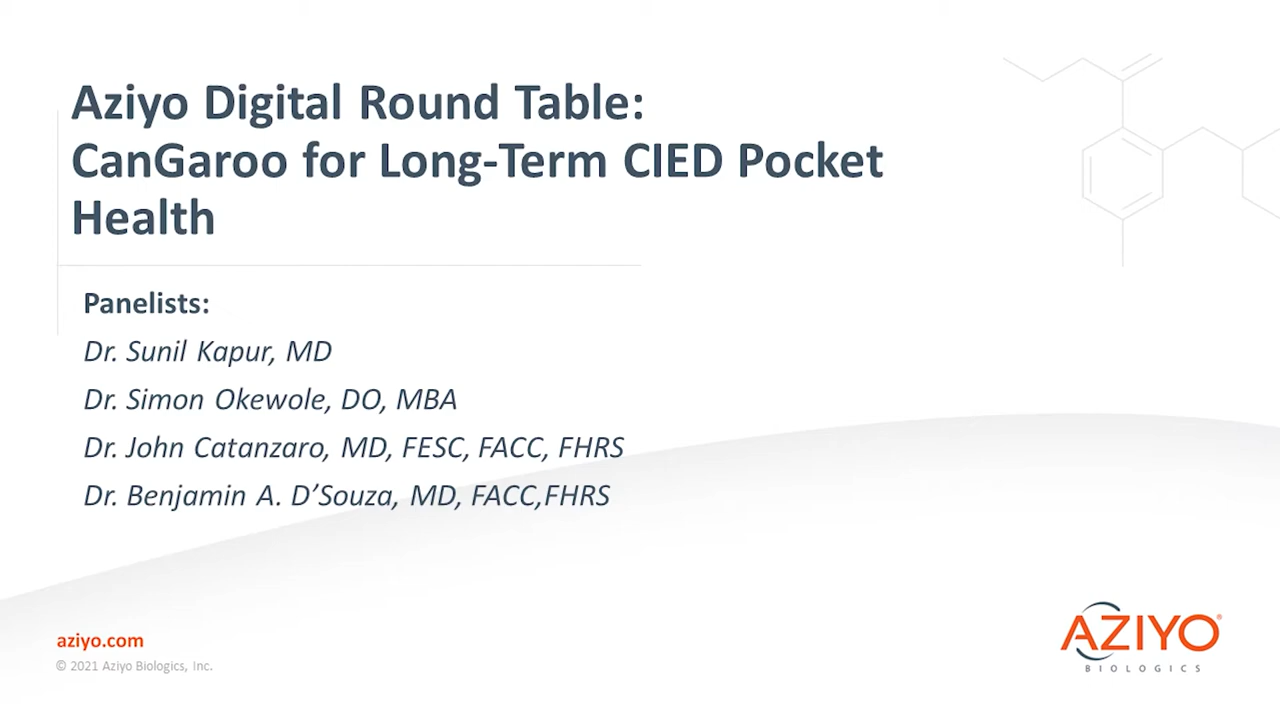 Aziyo Digital Round Table:
CanGaroo for Long-Term CIED Pocket
Health
Panelists:
Dr. Sunil Kapur, MD
Dr. Simon Okewole, DO, MBA
Dr. John Catanzaro, MD, FESC, FACC, FHRS
Dr. Benjamin A. D’Souza, MD, FACC,FHRS
aziyo.com
© 2021 Aziyo Biologics, Inc.
AZIYO®
BIOLOGICS